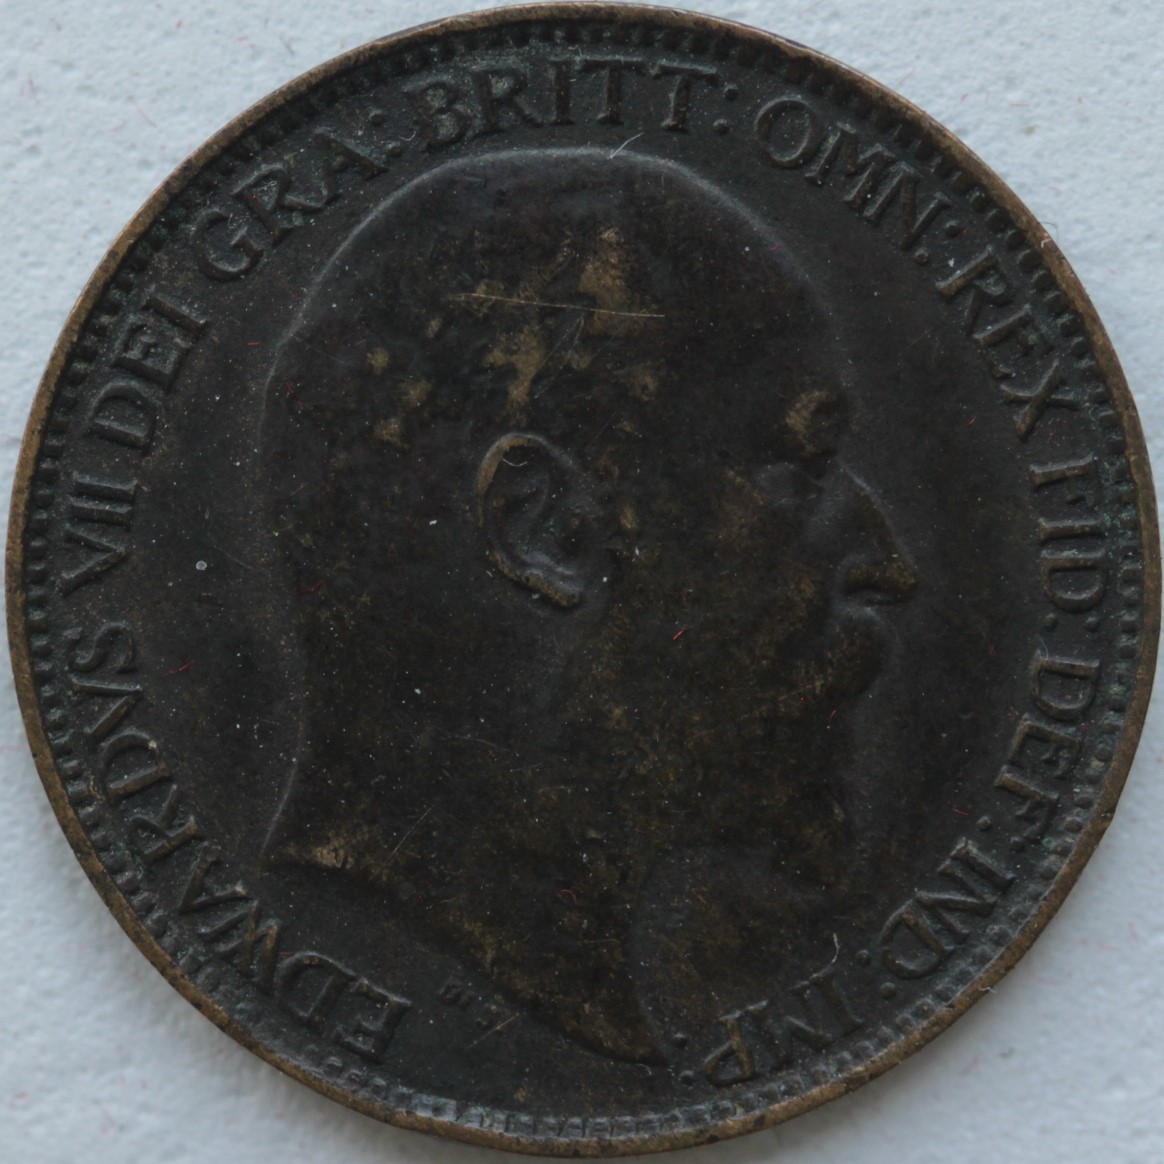 EDWARDVS VII DEI GRA: BRITT: OMN: REX FID: DEF: IND: IMP: